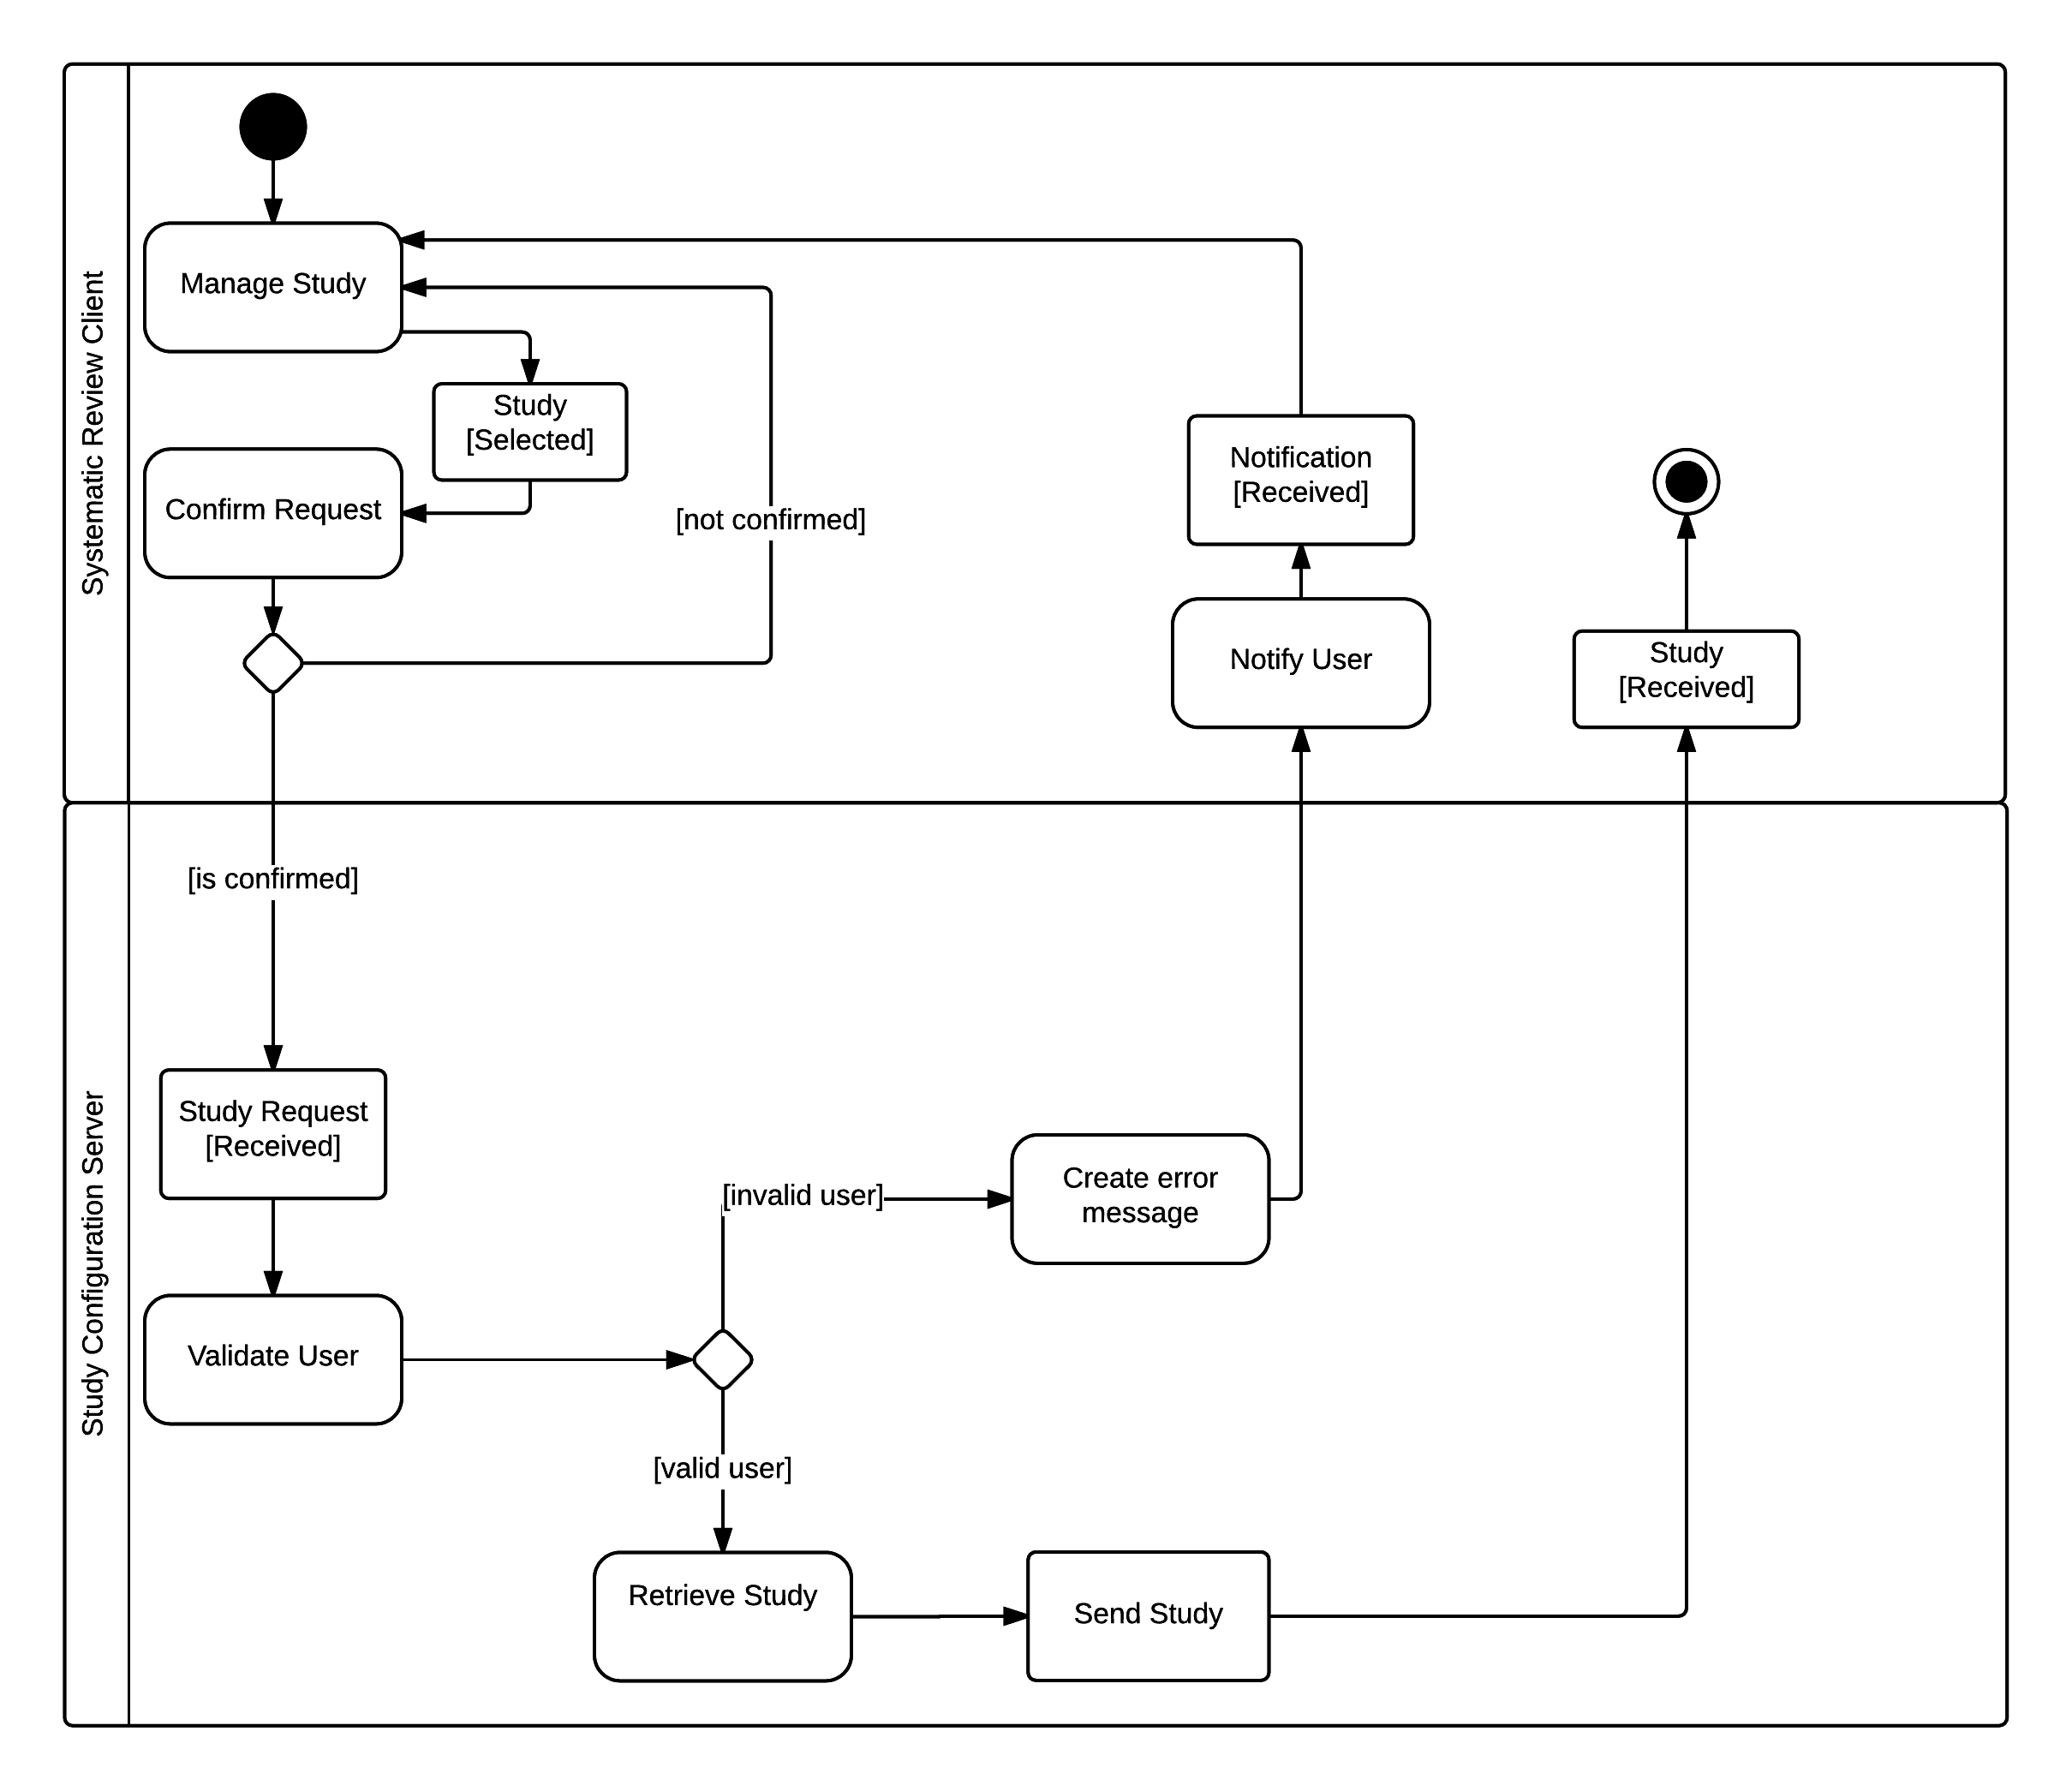 Systematic Review Client
Manage Study
Study
[Selected]
Confirm Request
[not confirmed]
Notification
[Received]
Notify User
Study
[Received]
Study Configuration Server
[is confirmed]
Study Request
[Received]
Validate User
[invalid user]
Create error
message
[valid user]
Retrieve Study
Send Study